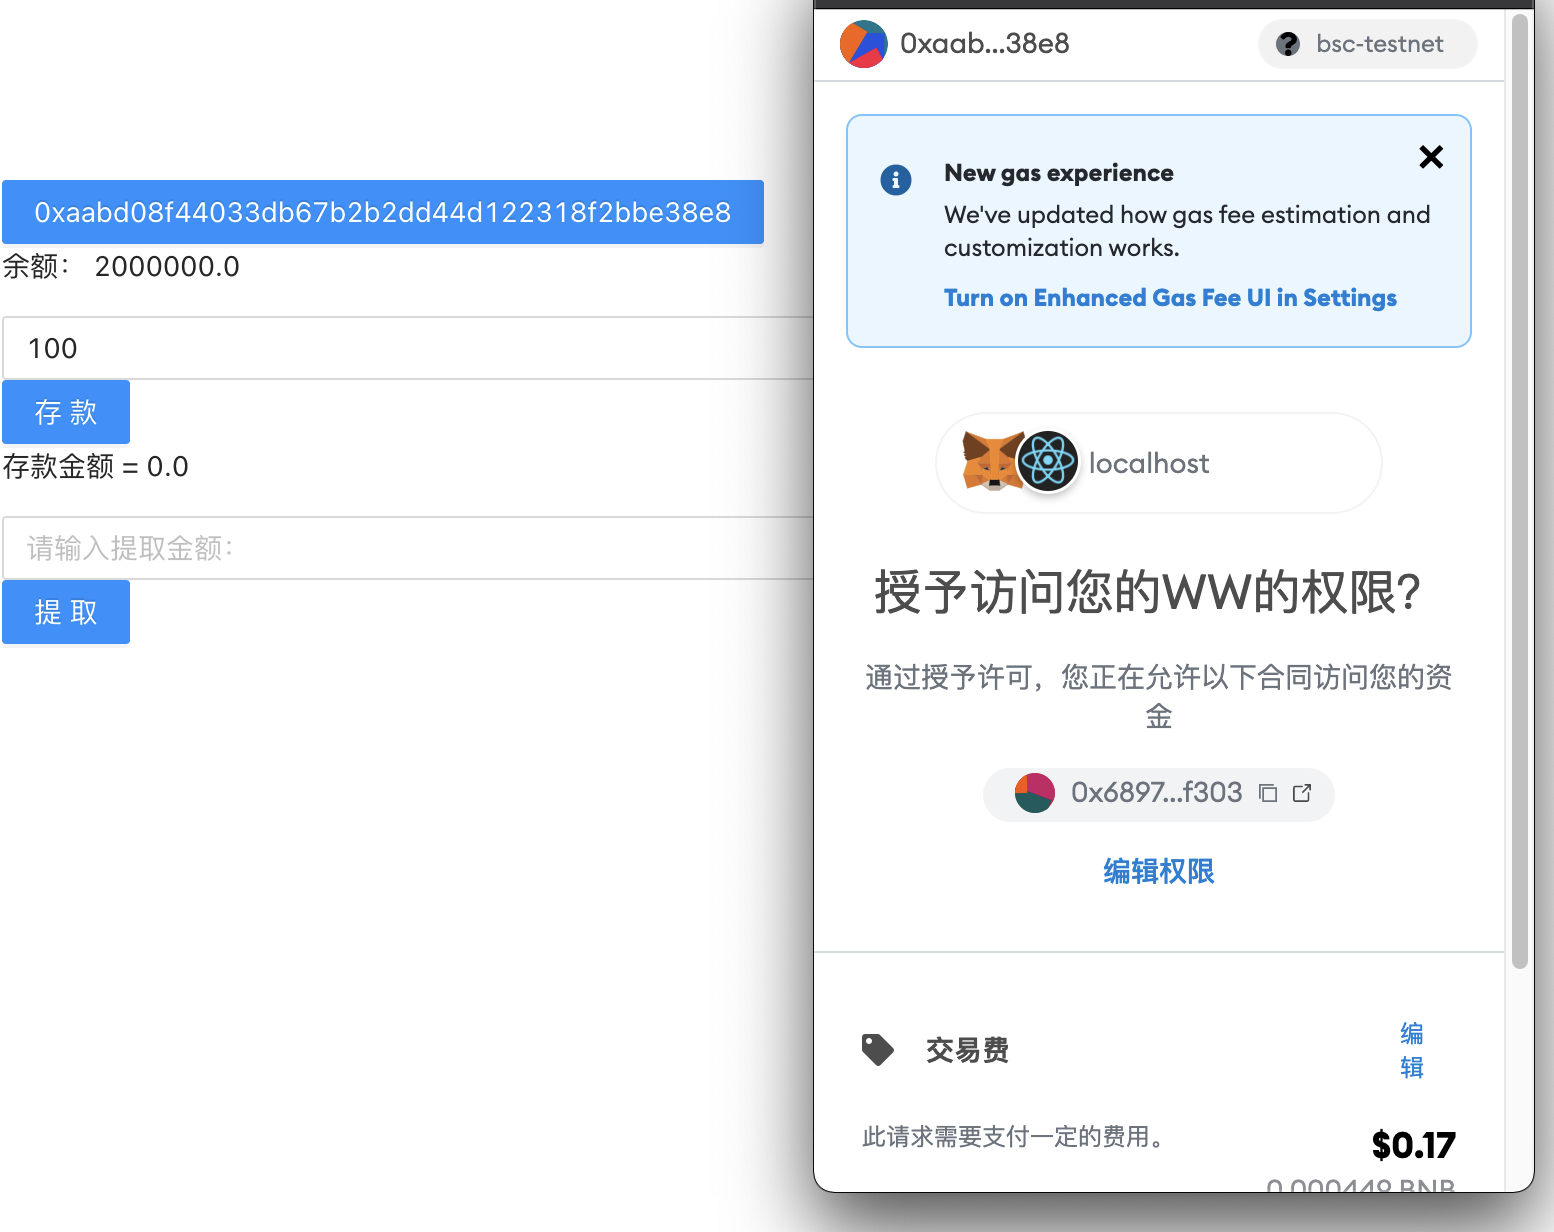 0xaabd08f44033db67b2b2dd44d122318f2bbe38e8
余额： 2000000.0
100
存 款
存款金额 = 0.0
请输入提取金额：
提 取
0xaab...38e8
bsc-testnet
New gas experience
We've updated how gas fee estimation and
customization works.
Turn on Enhanced Gas Fee UI in Settings
localhost
授予访问您的WW的权限？
通过授予许可，您正在允许以下合同访问您的资
金
0x6897...f303
编辑权限
交易费
编
辑
此请求需要支付一定的费用。
$0.17
0.000449 BNB